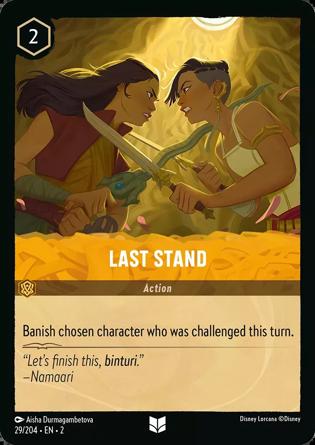 2
LAST STAND
Action
Banish chosen character who was challenged this turn.
“Let’s finish this, binturi.”
–Namaari
Aisha Durmagambetova
29/204 • EN • 2
Disney Lorcana ©Disney